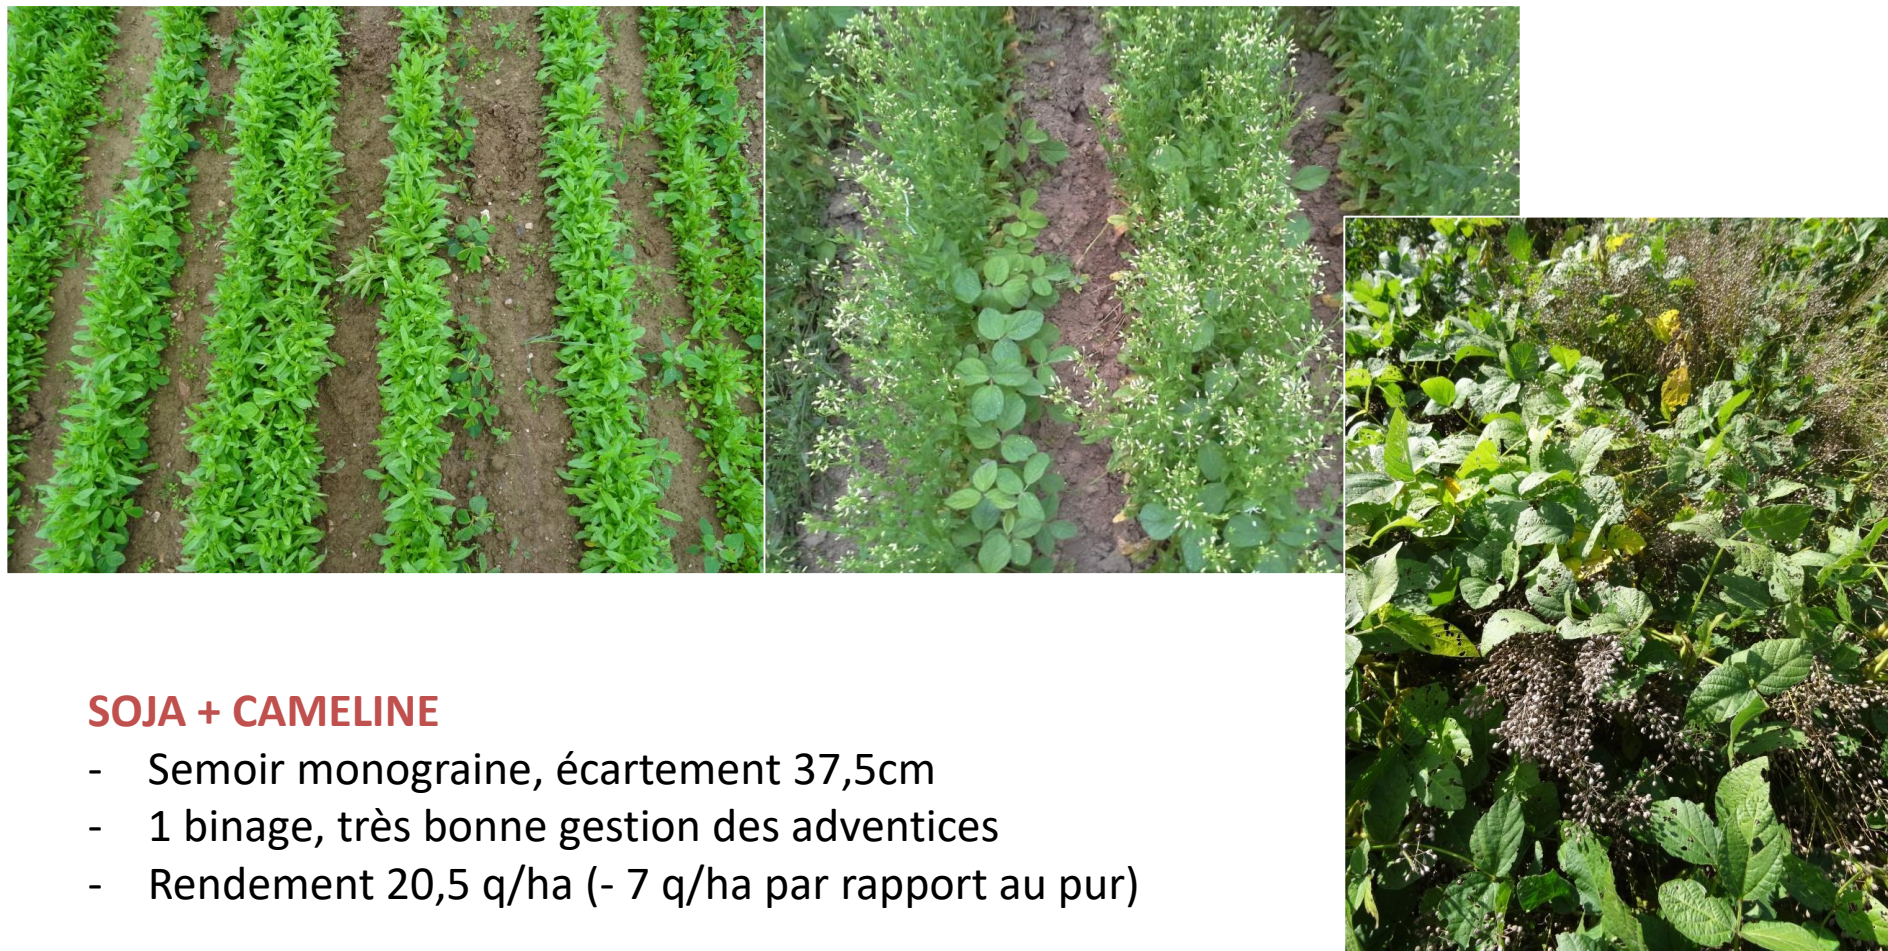 SOJA + CAMELINE
- Semoir monograine, écartement 37,5cm
- 1 binage, très bonne gestion des adventices
- Rendement 20,5 q/ha (- 7 q/ha par rapport au pur)